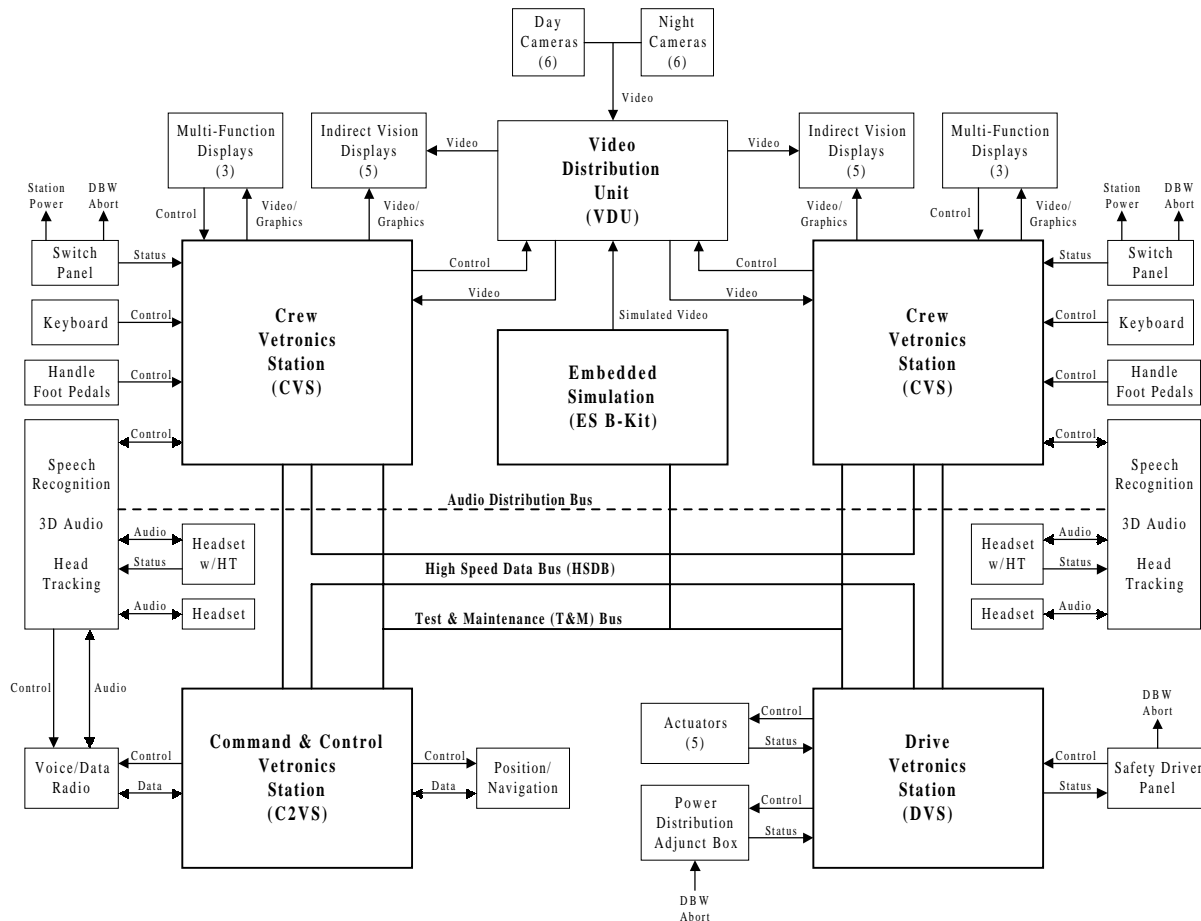 Day
Cameras
(6)
Night
Cameras
(6)
Video
Multi-Function
Displays
(3)
Indirect Vision
Displays
(5)
Video
Video
Distribution
Unit
(VDU)
Video
Indirect Vision
Displays
(5)
Multi-Function
Displays
(3)
Station
Power
DBW
Abort
Control
Video/
Graphics
Video/
Graphics
Video/
Graphics
Control
Video/
Graphics
Station
Power
DBW
Abort
Switch
Panel
Status
Control
Video
Control
Video
Status
Switch
Panel
Keyboard
Control
Crew
Vetronics
Station
(CVS)
Simulated Video
Crew
Vetronics
Station
(CVS)
Control
Keyboard
Handle
Foot Pedals
Control
Embedded
Simulation
(ES B-Kit)
Control
Handle
Foot Pedals
Control
Control
Speech
Recognition
3D Audio
Head
Tracking
Speech
Recognition
3D Audio
Head
Tracking
Audio Distribution Bus
Audio
Status
Headset
w/HT
Headset
w/HT
Audio
Status
High Speed Data Bus (HSDB)
Audio
Headset
Headset
Audio
Test & Maintenance (T&M) Bus
Control
Audio
Voice/Data
Radio
Control
Data
Command & Control
Vetronics
Station
(C2VS)
Control
Data
Position/
Navigation
Actuators
(5)
Control
Status
Power
Distribution
Adjunct Box
Control
Status
DBW
Abort
Drive
Vetronics
Station
(DVS)
Control
Status
DBW
Abort
Safety Driver
Panel